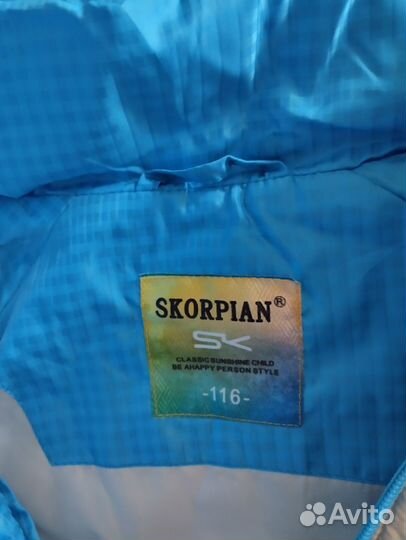 SKORPIAN®
SK
CLASSIC SUNSHINE CHILD
BE AHAPPY PERSON STYLE
-116-
Avito